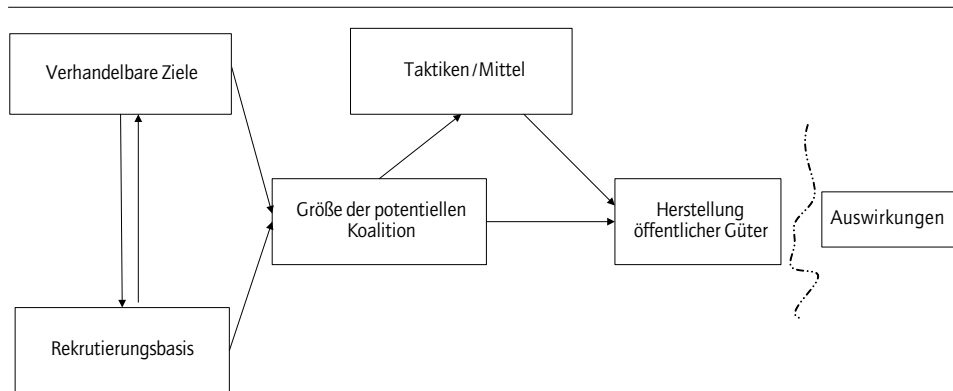 Verhandelbare Ziele
Taktiken/Mittel
Größe der potentiellen
Koalition
Herstellung
öffentlicher Güter
Auswirkungen
Rekrutierungsbasis